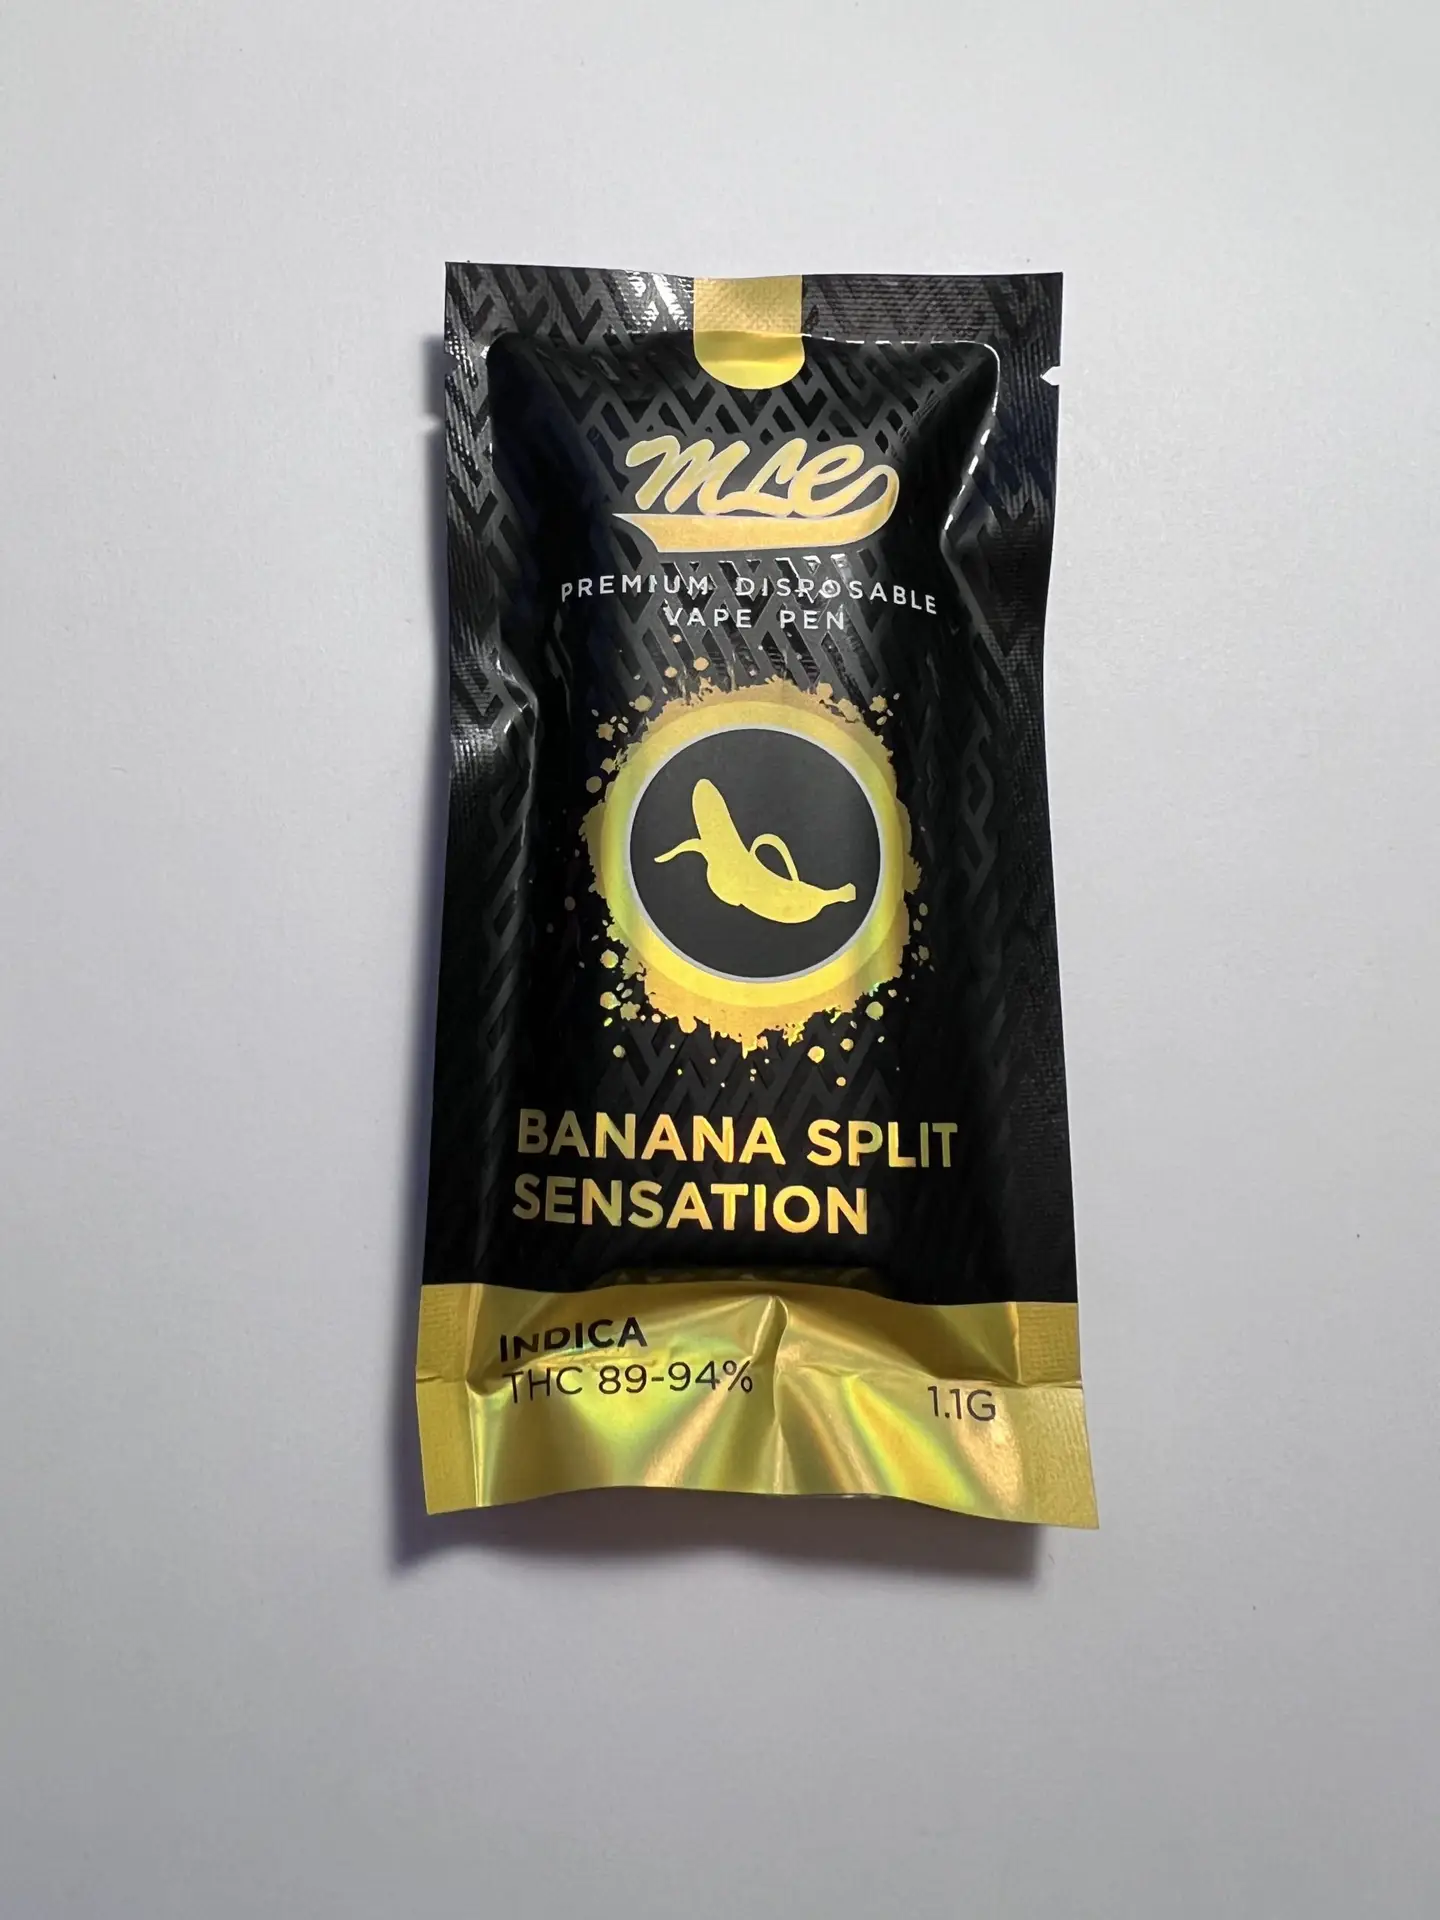 mle
PREMIUM DISPOSABLE
VAPE PEN
BANANA SPLIT
SENSATION
INDICA
THC 89-94%
1.1G